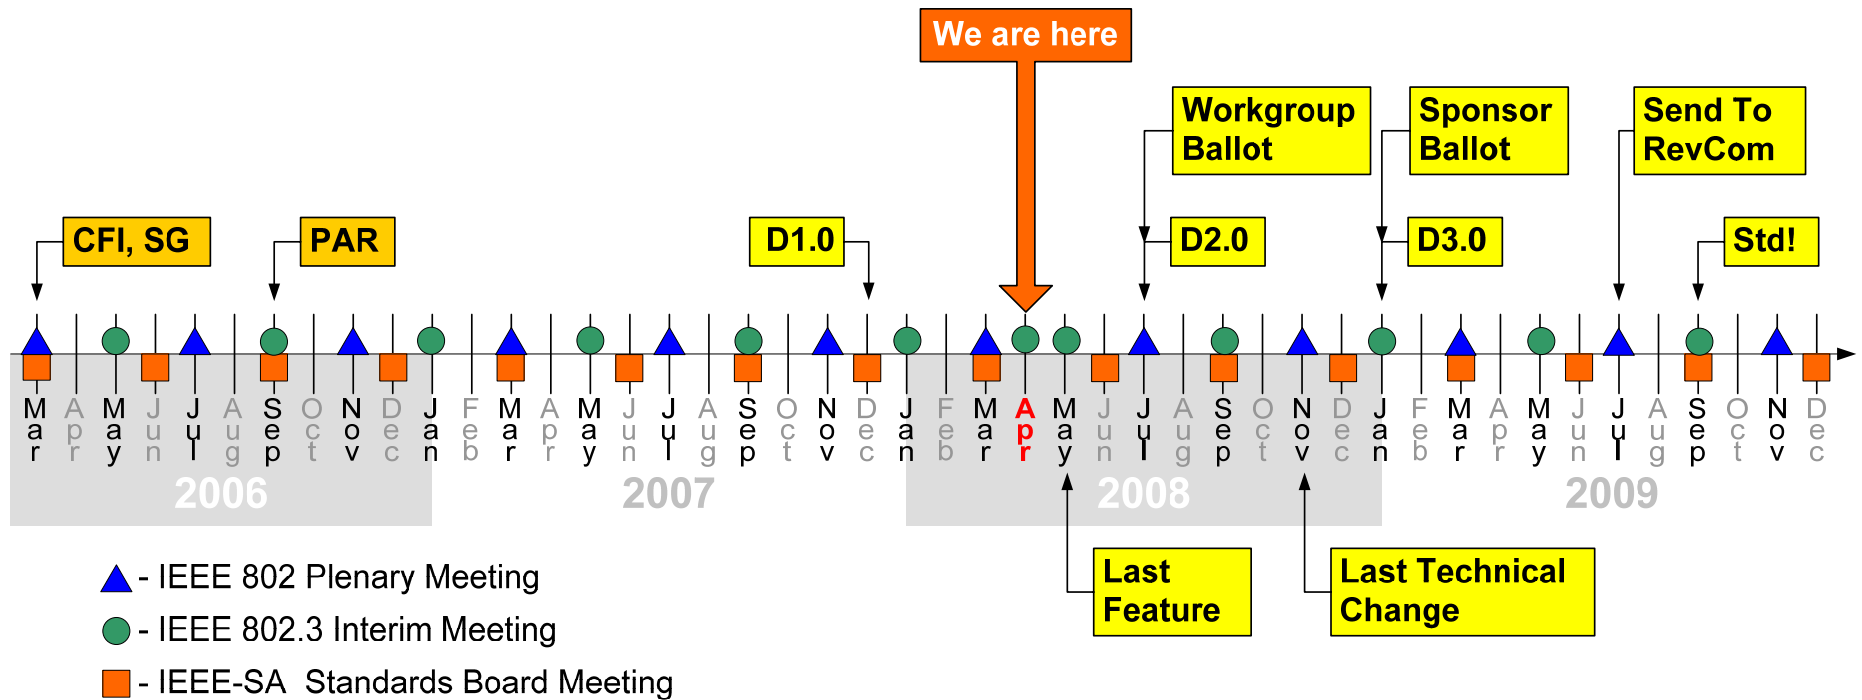 We are here
Workgroup
Ballot
Sponsor
Ballot
Send To
RevCom
CFI, SG
PAR
D1.0
D2.0
D3.0
Std!
Mar Apr May Jun Jul Aug Sep Oct Nov Dec Jan Feb Mar Apr May Jun Jul Aug Sep Oct Nov Dec Jan Feb Mar Apr May Jun Jul Aug Sep Oct Nov Dec Jan Feb Mar Apr May Jun Jul Aug Sep Oct Nov Dec
2006 2007 2008 2009
Last
Feature
Last Technical
Change
- IEEE 802 Plenary Meeting
- IEEE 802.3 Interim Meeting
- IEEE-SA Standards Board Meeting